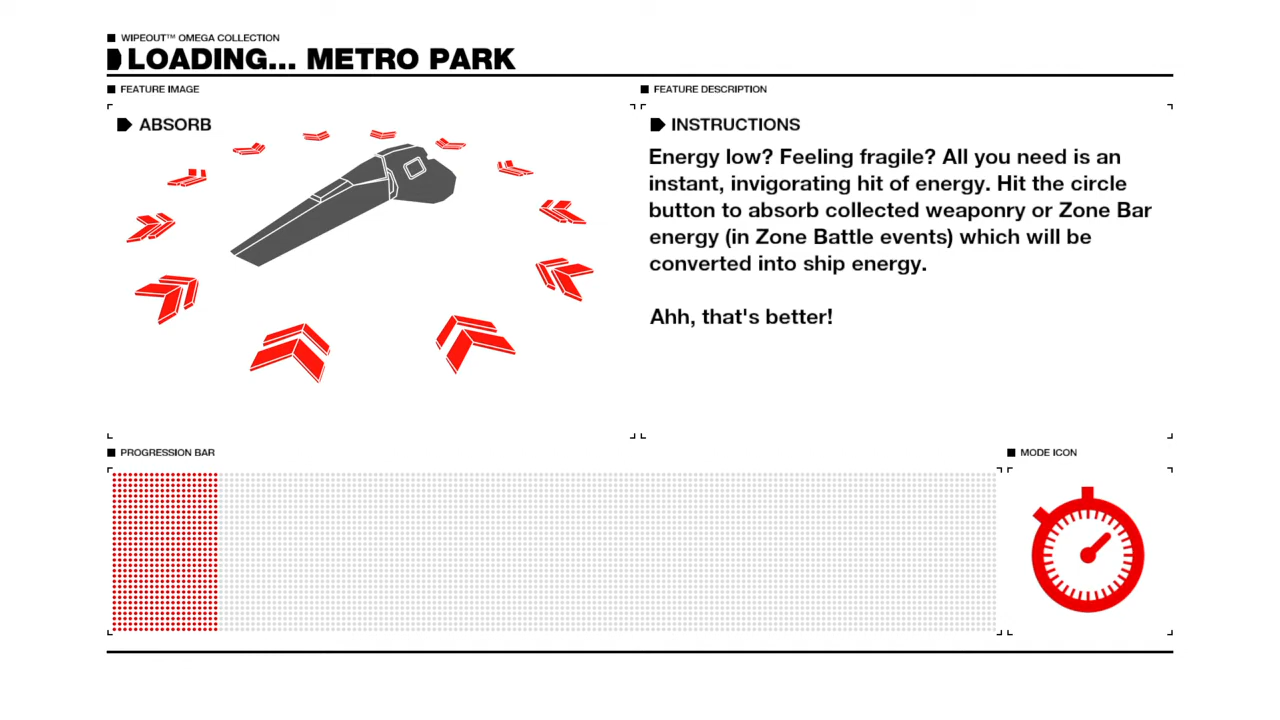 WIPEOUT™ OMEGA COLLECTION
LOADING... METRO PARK
FEATURE IMAGE
ABSORB
FEATURE DESCRIPTION
INSTRUCTIONS
Energy low? Feeling fragile? All you need is an
instant, invigorating hit of energy. Hit the circle
button to absorb collected weaponry or Zone Bar
energy (in Zone Battle events) which will be
converted into ship energy.
Ahh, that's better!
PROGRESSION BAR
MODE ICON